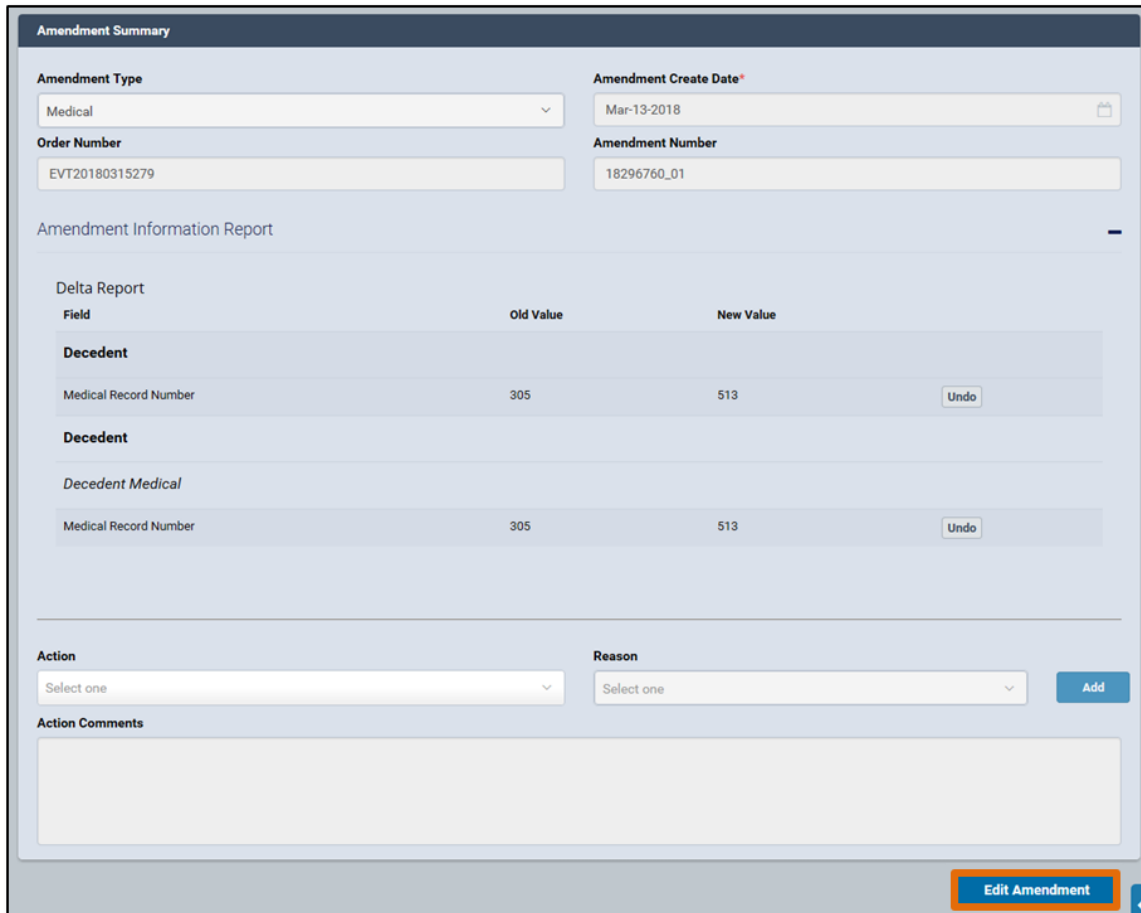 Amendment Summary
Amendment Type
Amendment Create Date*
Medical
Mar-13-2018
Order Number
Amendment Number
EVT20180315279
18296760_01
Amendment Information Report
Delta Report
Field Old Value New Value
Decedent
Medical Record Number 305 513 Undo
Decedent
Decedent Medical
Medical Record Number 305 513 Undo
Action
Reason
Select one
Select one
Add
Action Comments
Edit Amendment